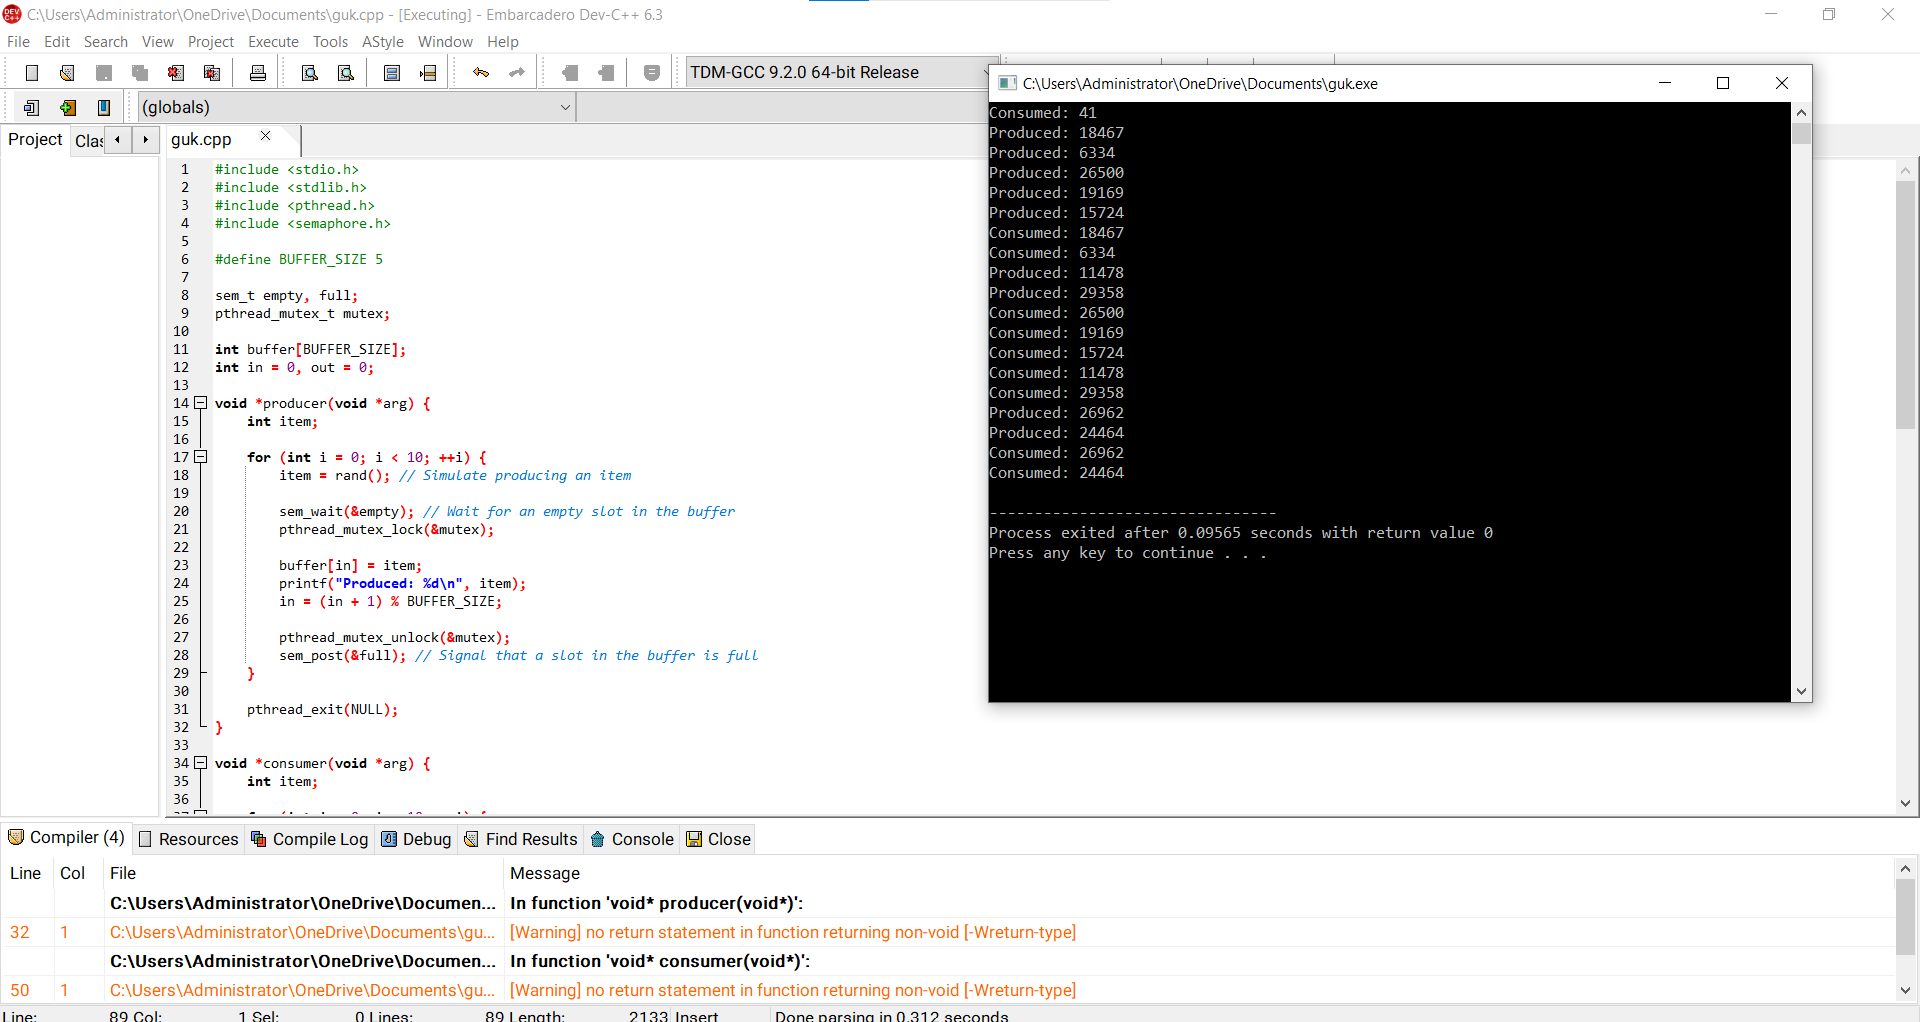 C:\Users\Administrator\OneDrive\Documents\guk.cpp - [Executing] - Embarcadero Dev-C++ 6.3
File Edit Search View Project Execute Tools AStyle Window Help
TDM-GCC 9.2.0 64-bit Release
(globals)
Project Clas
guk.cpp
1 #include <stdio.h>
2 #include <stdlib.h>
3 #include <pthread.h>
4 #include <semaphore.h>
5
6 #define BUFFER_SIZE 5
7
8 sem_t empty, full;
9 pthread_mutex_t mutex;
10
11 int buffer[BUFFER_SIZE];
12 int in = 0, out = 0;
13
14 void *producer(void *arg) {
15 int item;
16
17 for (int i = 0; i < 10; ++i) {
18 item = rand(); // Simulate producing an item
19
20 sem_wait(&empty); // Wait for an empty slot in the buffer
21 pthread_mutex_lock(&mutex);
22
23 buffer[in] = item;
24 printf("Produced: %d\n", item);
25 in = (in + 1) % BUFFER_SIZE;
26
27 pthread_mutex_unlock(&mutex);
28 sem_post(&full); // Signal that a slot in the buffer is full
29 }
30
31 pthread_exit(NULL);
32 }
33
34 void *consumer(void *arg) {
35 int item;
36
C:\Users\Administrator\OneDrive\Documents\guk.exe
Consumed: 41
Produced: 18467
Produced: 6334
Produced: 26500
Produced: 19169
Produced: 15724
Consumed: 18467
Consumed: 6334
Produced: 11478
Produced: 29358
Consumed: 26500
Consumed: 19169
Consumed: 15724
Consumed: 11478
Consumed: 29358
Produced: 26962
Produced: 24464
Consumed: 26962
Consumed: 24464
--------------------------------
Process exited after 0.09565 seconds with return value 0
Press any key to continue . . .
Compiler (4) Resources Compile Log Debug Find Results Console Close
Line Col File Message
C:\Users\Administrator\OneDrive\Documen... In function 'void* producer(void*)':
32 1 C:\Users\Administrator\OneDrive\Documents\gu... [Warning] no return statement in function returning non-void [-Wreturn-type]
C:\Users\Administrator\OneDrive\Documen... In function 'void* consumer(void*)':
50 1 C:\Users\Administrator\OneDrive\Documents\gu... [Warning] no return statement in function returning non-void [-Wreturn-type]
Line: 89 Col: 1 Sel: 0 Lines: 89 Length: 2133 Insert Done parsing in 0.312 seconds